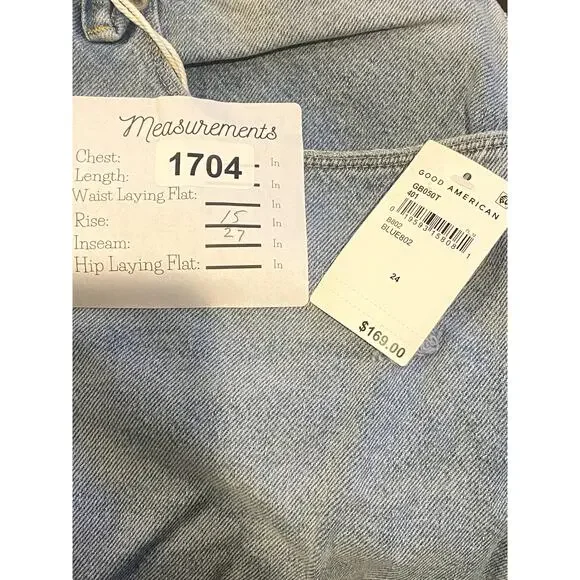 Measurements
Chest: In
1704
Length: In
Waist Laying Flat: In
Rise: 15 In
Inseam: 27 In
Hip Laying Flat: In
GOOD AMERICAN
GB050T
401
B802
BLUE802
24
$169.00